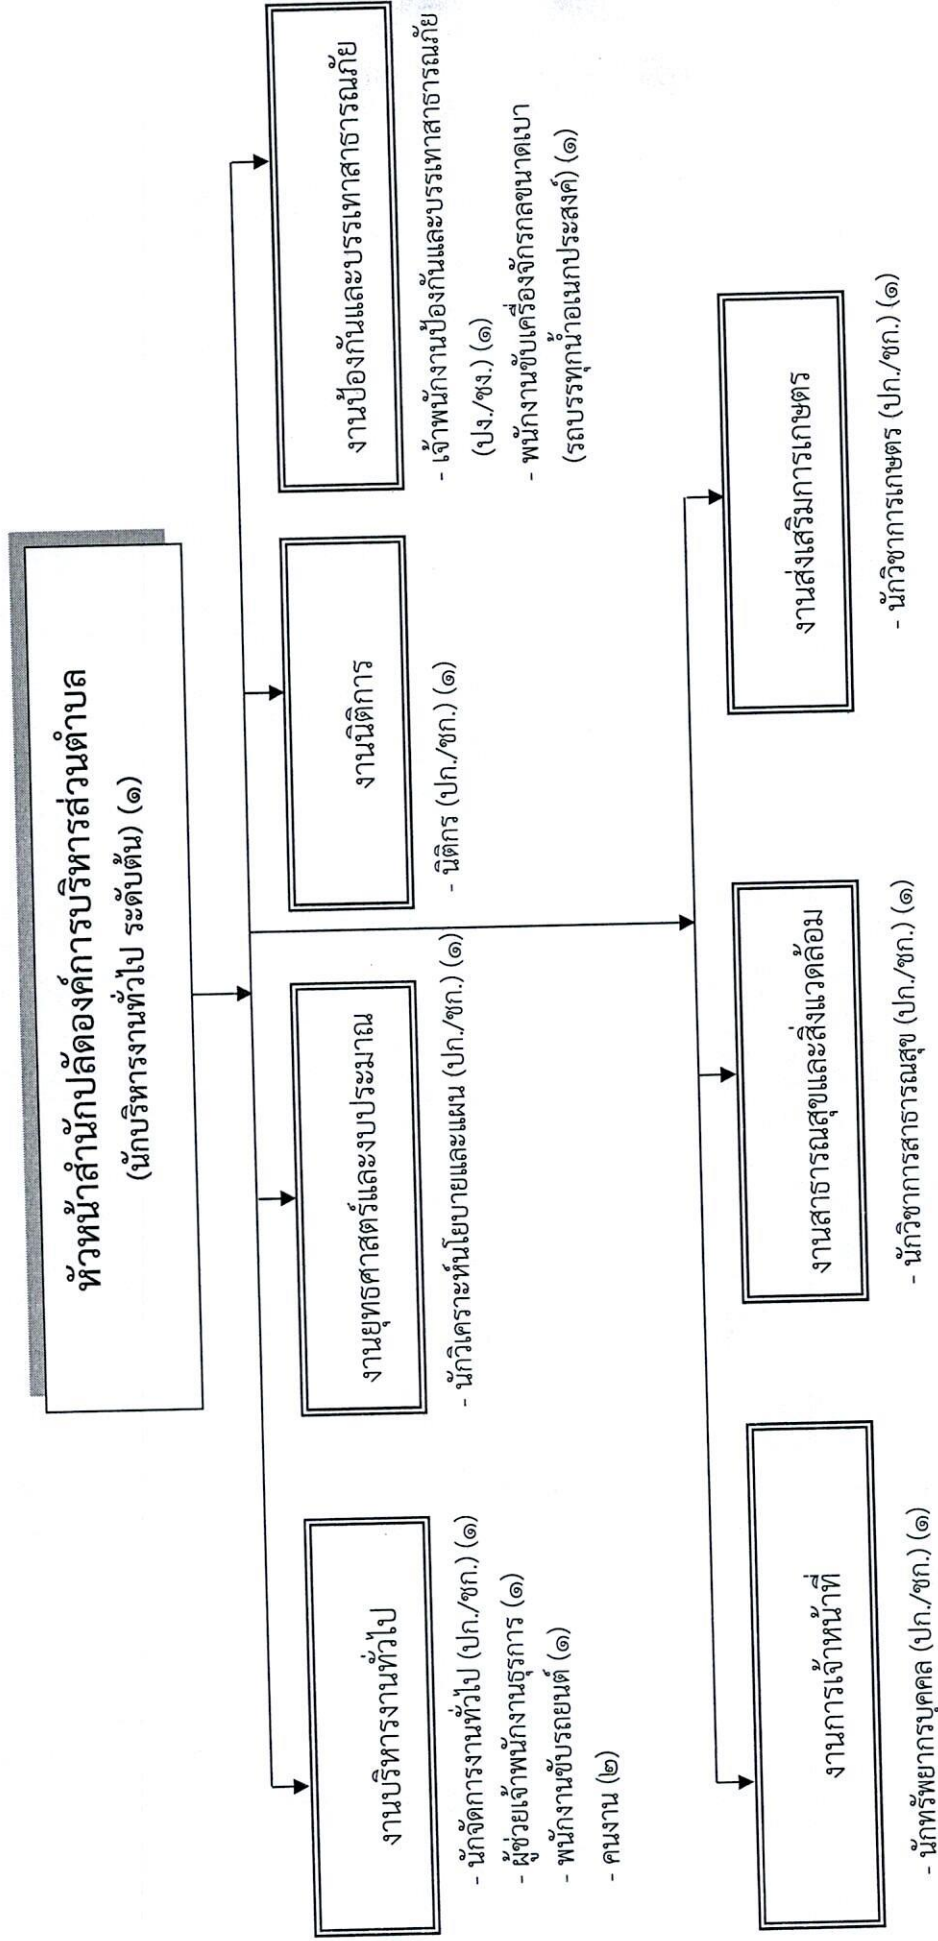 หัวหน้าสำนักปลัดองค์การบริหารส่วนตำบล
(นักบริหารงานทั่วไป ระดับต้น) (๑)
งานบริหารงานทั่วไป
- นักจัดการงานทั่วไป (ปก./ชก.) (๑)
- ผู้ช่วยเจ้าพนักงานธุรการ (๑)
- พนักงานขับรถยนต์ (๑)
- คนงาน (๒)
งานยุทธศาสตร์และงบประมาณ
- นักวิเคราะห์นโยบายและแผน (ปก./ชก.) (๑)
งานนิติการ
- นิติกร (ปก./ชก.) (๑)
งานป้องกันและบรรเทาสาธารณภัย
- เจ้าพนักงานป้องกันและบรรเทาสาธารณภัย
(ปง./ชง.) (๑)
- พนักงานขับเครื่องจักรกลขนาดเบา
(รถบรรทุกน้ำอเนกประสงค์) (๑)
งานการเจ้าหน้าที่
- นักทรัพยากรบุคคล (ปก./ชก.) (๑)
งานสาธารณสุขและสิ่งแวดล้อม
- นักวิชาการสาธารณสุข (ปก./ชก.) (๑)
งานส่งเสริมการเกษตร
- นักวิชาการเกษตร (ปก./ชก.) (๑)